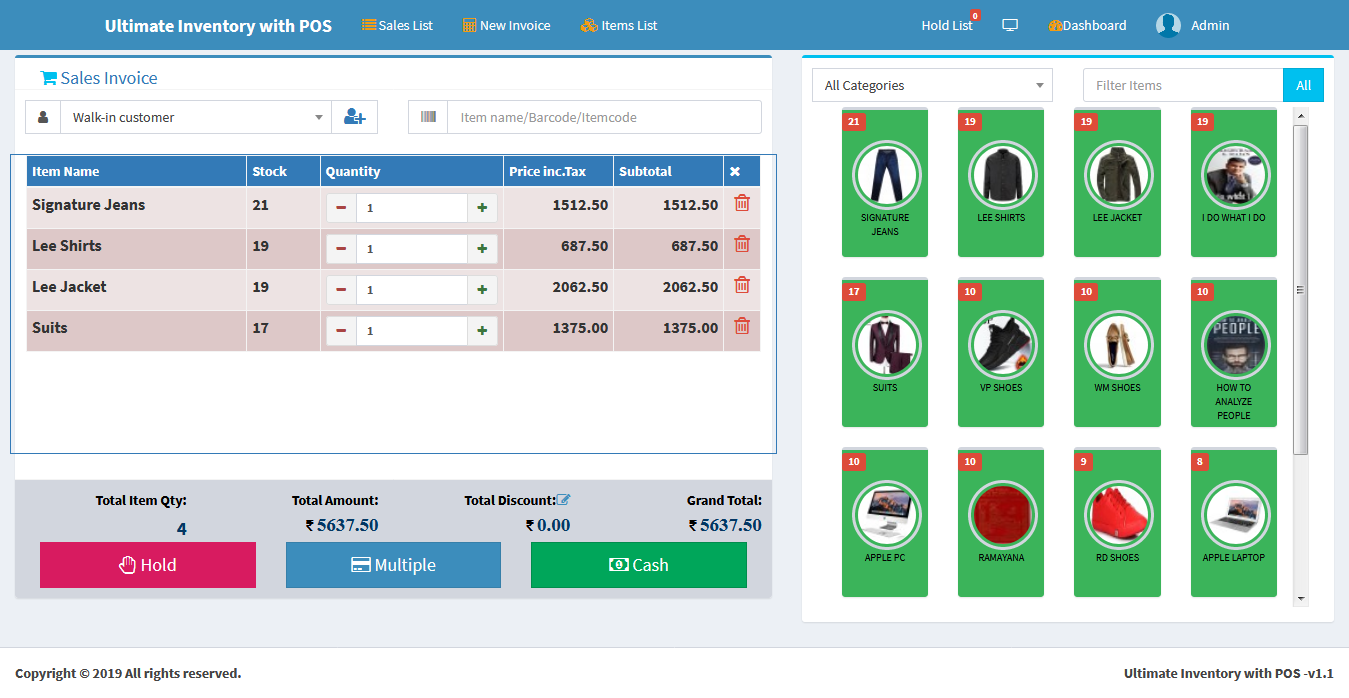 Ultimate Inventory with POS Sales List New Invoice Items List Hold List 0 Dashboard Admin
Sales Invoice
Walk-in customer Item name/Barcode/Itemcode
Item Name Stock Quantity Price inc.Tax Subtotal
Signature Jeans 21 1 1512.50 1512.50
Lee Shirts 19 1 687.50 687.50
Lee Jacket 19 1 2062.50 2062.50
Suits 17 1 1375.00 1375.00
Total Item Qty: Total Amount: Total Discount: Grand Total:
4 ₹ 5637.50 ₹ 0.00 ₹ 5637.50
Hold Multiple Cash
All Categories Filter Items All
21 19 19 19
SIGNATURE JEANS LEE SHIRTS LEE JACKET I DO WHAT I DO
17 10 10 10
PEOPLE
SUITS VP SHOES WM SHOES HOW TO ANALYZE PEOPLE
10 10 9 8
APPLE PC RAMAYANA RD SHOES APPLE LAPTOP
Copyright © 2019 All rights reserved. Ultimate Inventory with POS -v1.1